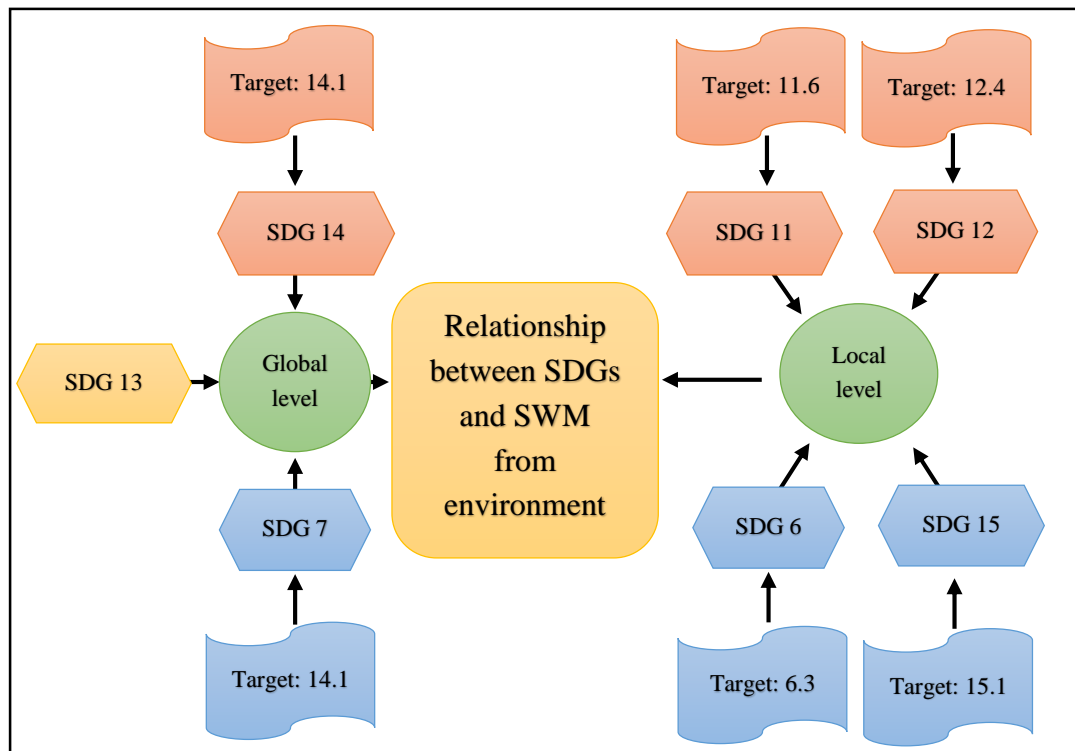 Target: 14.1
Target: 11.6
Target: 12.4
SDG 14
SDG 11
SDG 12
SDG 13
Global
level
Relationship
between SDGs
and SWM
from
environment
Local
level
SDG 7
SDG 6
SDG 15
Target: 14.1
Target: 6.3
Target: 15.1